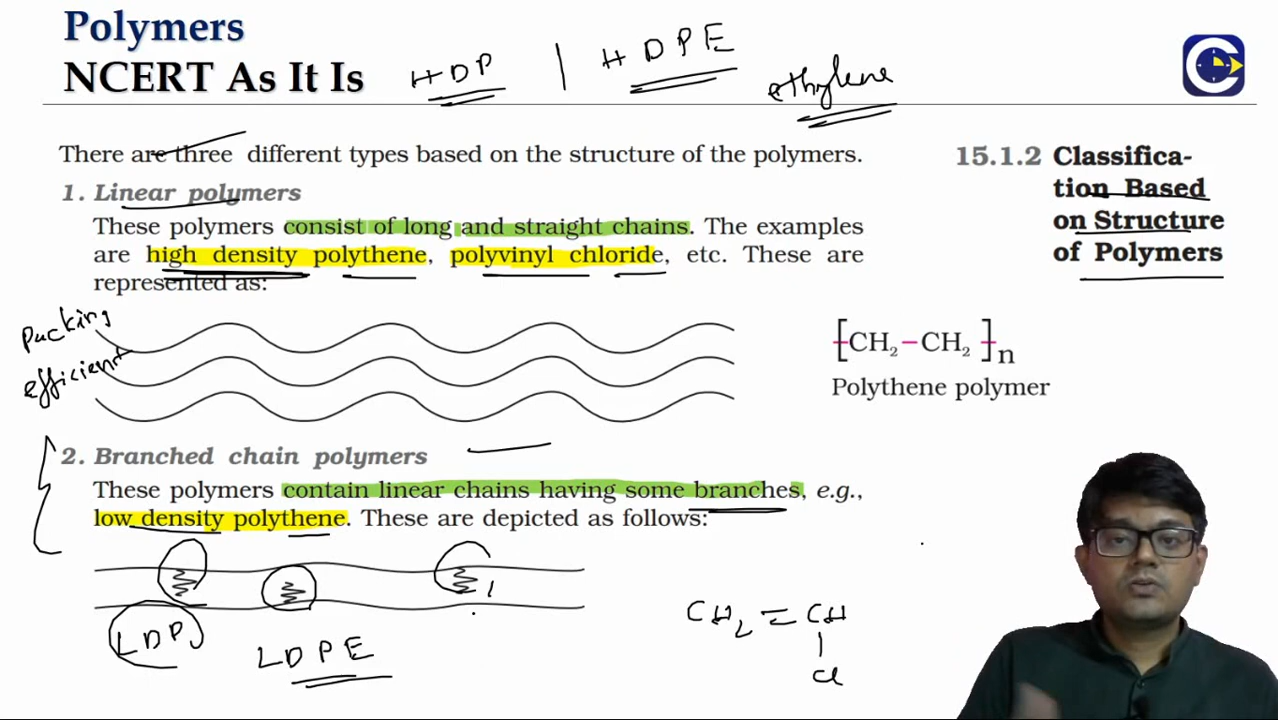 Polymers
NCERT As It Is
HDP | HDPE
ethylene
There are three different types based on the structure of the polymers.
1. Linear polymers
These polymers consist of long and straight chains. The examples
are high density polythene, polyvinyl chloride, etc. These are
represented as:
15.1.2 Classifica-
tion Based
on Structure
of Polymers
packing
efficient
[CH₂–CH₂]n
Polythene polymer
2. Branched chain polymers
These polymers contain linear chains having some branches, e.g.,
low density polythene. These are depicted as follows:
LDP
LDPE
CH₂=CH
Cl